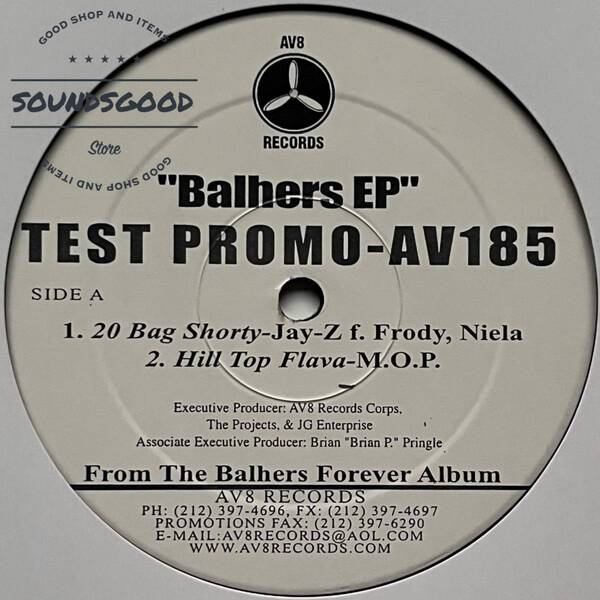 GOOD SHOP AND ITEMS
SOUNDSGOOD
Store
GOOD SHOP AND ITEMS
AV8
RECORDS
"Balhers EP"
TEST PROMO-AV185
SIDE A
1. 20 Bag Shorty-Jay-Z f. Frody, Niela
2. Hill Top Flava-M.O.P.
Executive Producer: AV8 Records Corps,
The Projects, & JG Enterprise
Associate Executive Producer: Brian "Brian P." Pringle
From The Balhers Forever Album
AV8 RECORDS
PH: (212) 397-4696, FX: (212) 397-4697
PROMOTIONS FAX: (212) 397-6290
E-MAIL:AV8RECORDS@AOL.COM
WWW.AV8RECORDS.COM